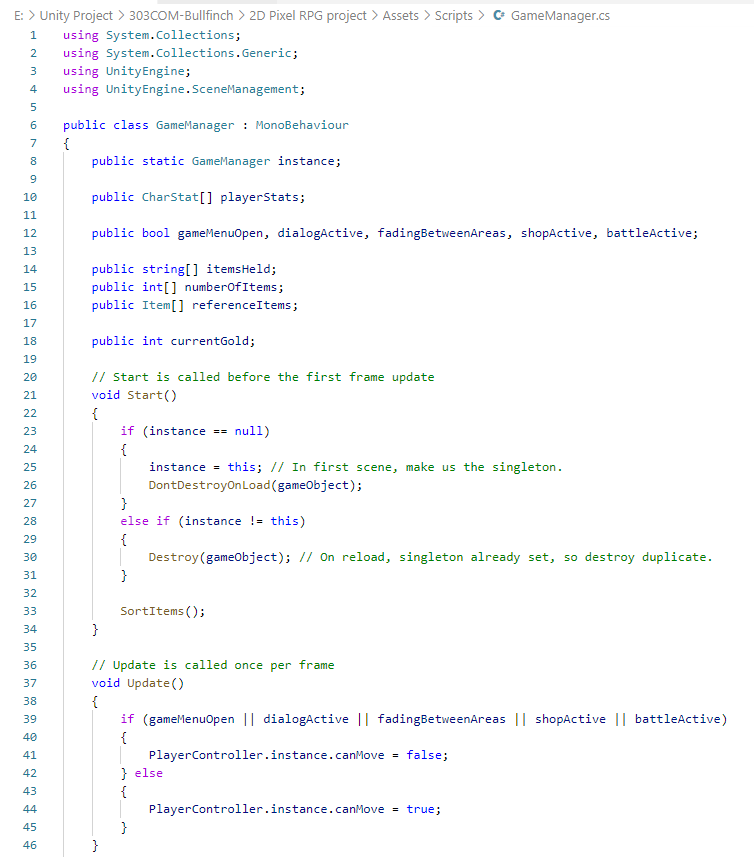 E: > Unity Project > 303COM-Bullfinch > 2D Pixel RPG project > Assets > Scripts > GameManager.cs
1 using System.Collections;
2 using System.Collections.Generic;
3 using UnityEngine;
4 using UnityEngine.SceneManagement;
5
6 public class GameManager : MonoBehaviour
7 {
8     public static GameManager instance;
9
10     public CharStat[] playerStats;
11
12     public bool gameMenuOpen, dialogActive, fadingBetweenAreas, shopActive, battleActive;
13
14     public string[] itemsHeld;
15     public int[] numberOfItems;
16     public Item[] referenceItems;
17
18     public int currentGold;
19
20     // Start is called before the first frame update
21     void Start()
22     {
23         if (instance == null)
24         {
25             instance = this; // In first scene, make us the singleton.
26             DontDestroyOnLoad(gameObject);
27         }
28         else if (instance != this)
29         {
30             Destroy(gameObject); // On reload, singleton already set, so destroy duplicate.
31         }
32
33         SortItems();
34     }
35
36     // Update is called once per frame
37     void Update()
38     {
39         if (gameMenuOpen || dialogActive || fadingBetweenAreas || shopActive || battleActive)
40         {
41             PlayerController.instance.canMove = false;
42         } else
43         {
44             PlayerController.instance.canMove = true;
45         }
46     }